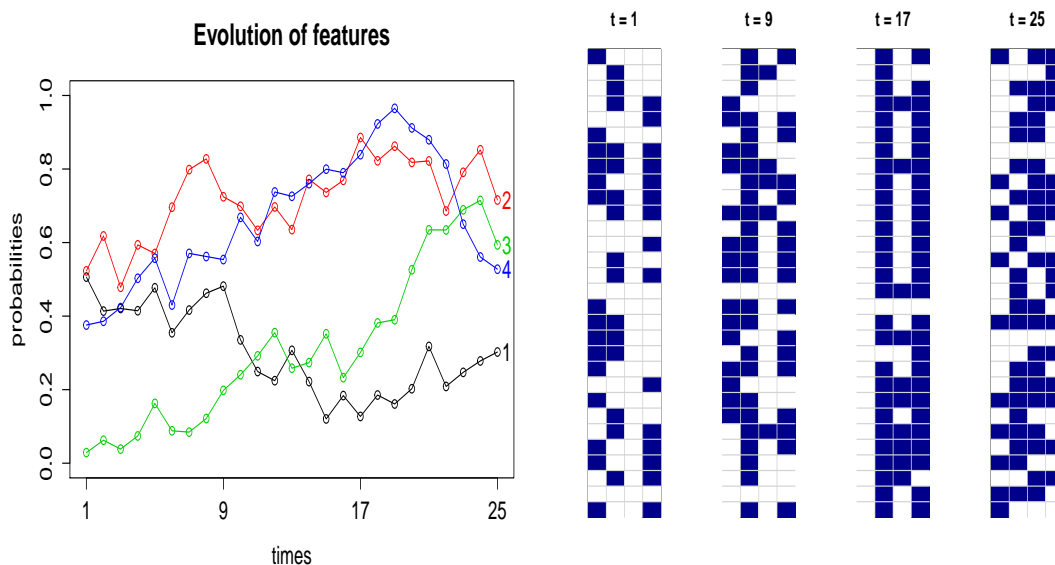 Evolution of features
t = 1
t = 9
t = 17
t = 25
probabilities
1.0
0.8
0.6
0.4
0.2
0.0
2
3
4
1
1
9
17
25
times